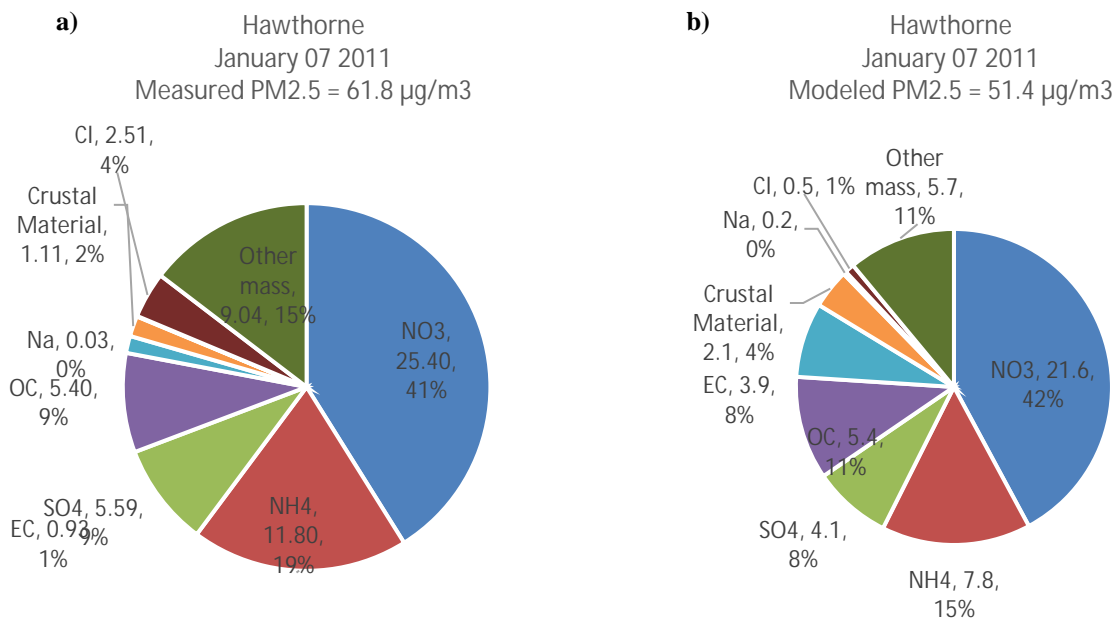 a)
Hawthorne
January 07 2011
Measured PM2.5 = 61.8 µg/m3
Cl, 2.51,
4%
Crustal
Material,
1.11, 2%
Other
mass,
9.04, 15%
NO3,
25.40,
41%
Na, 0.03,
0%
OC, 5.40,
9%
SO4, 5.59,
9%
EC, 0.93,
1%
NH4,
11.80,
19%
b)
Hawthorne
January 07 2011
Modeled PM2.5 = 51.4 µg/m3
Other
mass, 5.7,
11%
Cl, 0.5, 1%
Na, 0.2,
0%
Crustal
Material,
2.1, 4%
NO3, 21.6,
42%
EC, 3.9,
8%
OC, 5.4,
11%
SO4, 4.1,
8%
NH4, 7.8,
15%